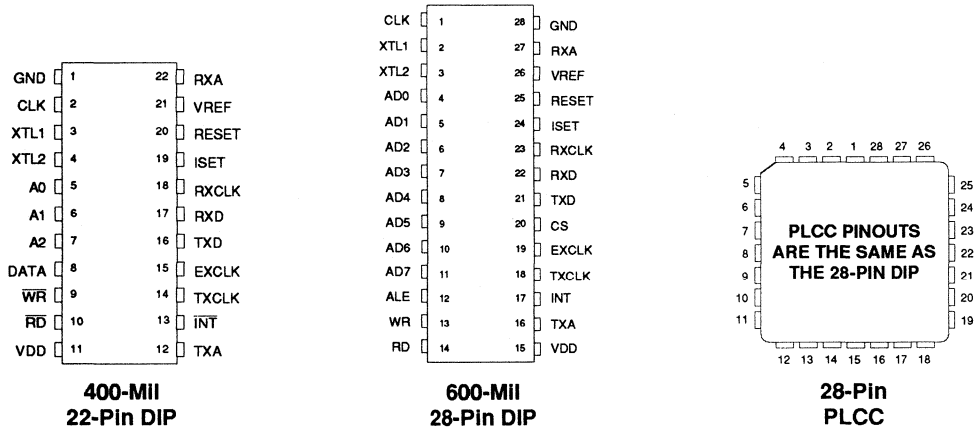 GND 1 22 RXA
CLK 2 21 VREF
XTL1 3 20 RESET
XTL2 4 19 ISET
A0 5 18 RXCLK
A1 6 17 RXD
A2 7 16 TXD
DATA 8 15 EXCLK
WR 9 14 TXCLK
RD 10 13 INT
VDD 11 12 TXA
400-Mil
22-Pin DIP
CLK 1 28 GND
XTL1 2 27 RXA
XTL2 3 26 VREF
AD0 4 25 RESET
AD1 5 24 ISET
AD2 6 23 RXCLK
AD3 7 22 RXD
AD4 8 21 TXD
AD5 9 20 CS
AD6 10 19 EXCLK
AD7 11 18 TXCLK
ALE 12 17 INT
WR 13 16 TXA
RD 14 15 VDD
600-Mil
28-Pin DIP
4 3 2 1 28 27 26
5 25
6 24
7 23
8 22
9 21
10 20
11 19
PLCC PINOUTS
ARE THE SAME AS
THE 28-PIN DIP
12 13 14 15 16 17 18
28-Pin
PLCC